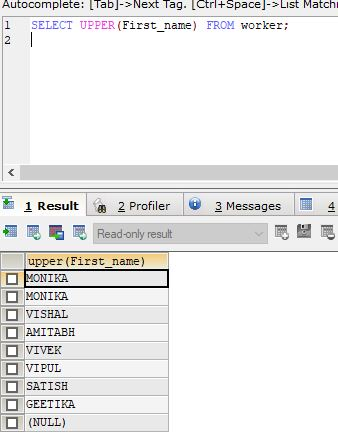 Autocomplete: [Tab]->Next Tag. [Ctrl+Space]->List Matchi
1 SELECT UPPER(First_name) FROM worker;
2
1 Result 2 Profiler 3 Messages 4
Read-only result
upper(First_name)
MONIKA
MONIKA
VISHAL
AMITABH
VIVEK
VIPUL
SATISH
GEETIKA
(NULL)